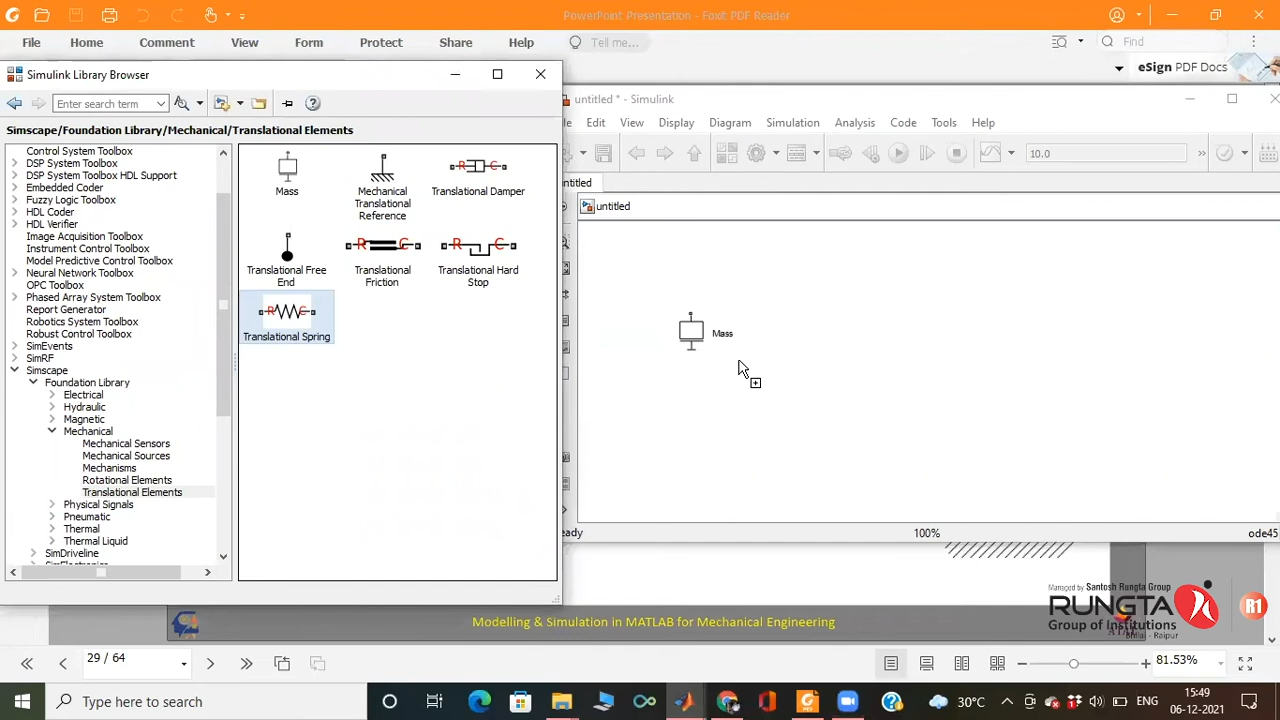 PowerPoint Presentation - Foxit PDF Reader
File Home Comment View Form Protect Share Help Tell me... Find
eSign PDF Docs
Simulink Library Browser
Enter search term
Simscape/Foundation Library/Mechanical/Translational Elements
Control System Toolbox
DSP System Toolbox
DSP System Toolbox HDL Support
Embedded Coder
Fuzzy Logic Toolbox
HDL Coder
HDL Verifier
Image Acquisition Toolbox
Instrument Control Toolbox
Model Predictive Control Toolbox
Neural Network Toolbox
OPC Toolbox
Phased Array System Toolbox
Report Generator
Robotics System Toolbox
Robust Control Toolbox
SimEvents
SimRF
Simscape
Foundation Library
Electrical
Hydraulic
Magnetic
Mechanical
Mechanical Sensors
Mechanical Sources
Mechanisms
Rotational Elements
Translational Elements
Physical Signals
Pneumatic
Thermal
Thermal Liquid
SimDriveline
SimElectronics
Mass
Mechanical
Translational
Reference
R C
Translational Damper
Translational Free
End
R C
Translational
Friction
R C
Translational Hard
Stop
R C
Translational Spring
untitled * - Simulink
le Edit View Display Diagram Simulation Analysis Code Tools Help
10.0
ntitled
untitled
Mass
eady 100% ode45
Managed by Santosh Rungta Group
RUNGTA
Group of Institutions
Bhilai - Raipur
R1
Modelling & Simulation in MATLAB for Mechanical Engineering
29 / 64
81.53%
Type here to search
30°C
ENG
15:49
06-12-2021